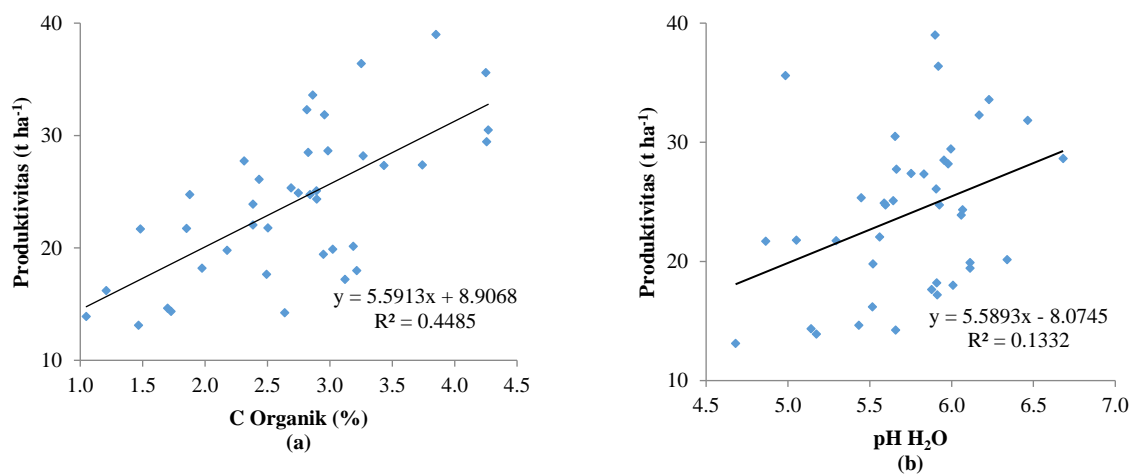 40
30
20
10
Produktivitas (t ha⁻¹)
y = 5.5913x + 8.9068
R² = 0.4485
1.0 1.5 2.0 2.5 3.0 3.5 4.0 4.5
C Organik (%)
(a)
40
30
20
10
Produktivitas (t ha⁻¹)
y = 5.5893x - 8.0745
R² = 0.1332
4.5 5.0 5.5 6.0 6.5 7.0
pH H₂O
(b)